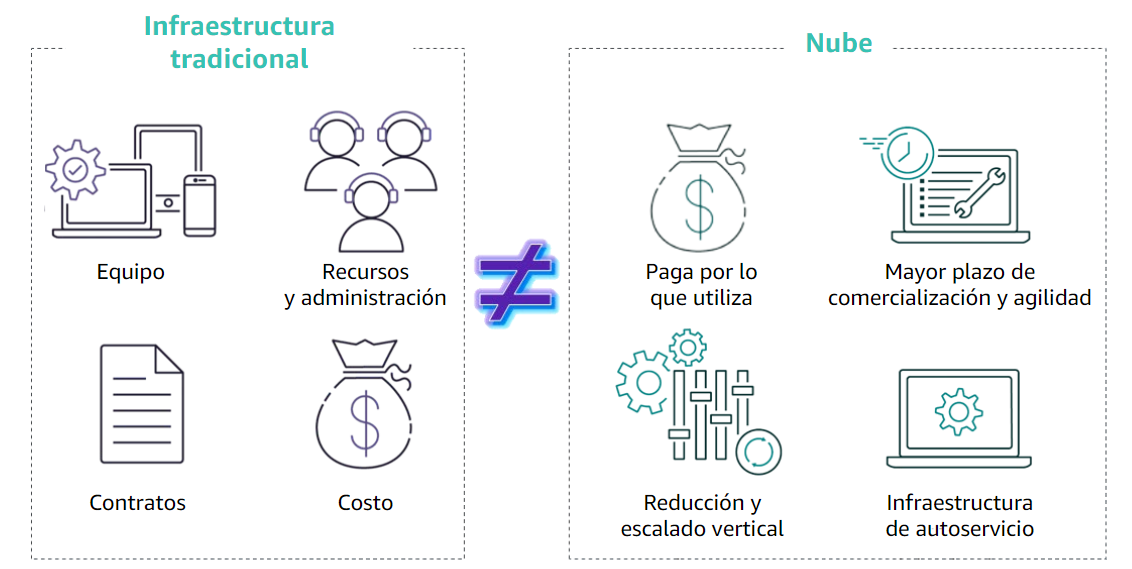 Infraestructura
tradicional
Equipo
Recursos
y administración
Contratos
Costo
≠
Nube
Paga por lo
que utiliza
Mayor plazo de
comercialización y agilidad
Reducción y
escalado vertical
Infraestructura
de autoservicio